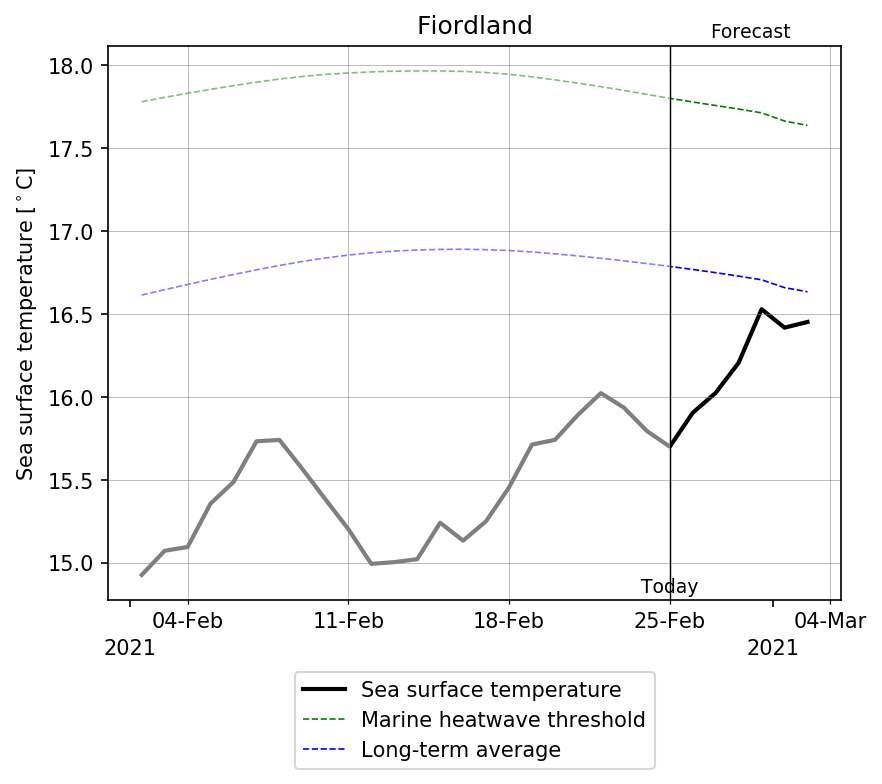 Fiordland
Forecast
Sea surface temperature [°C]
18.0
17.5
17.0
16.5
16.0
15.5
15.0
Today
04-Feb 11-Feb 18-Feb 25-Feb 04-Mar
2021 2021
Sea surface temperature
Marine heatwave threshold
Long-term average